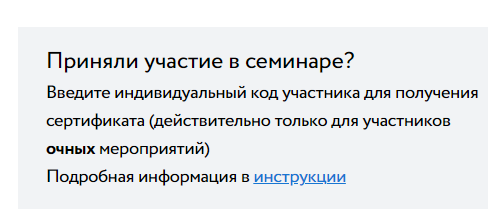 Приняли участие в семинаре?
Введите индивидуальный код участника для получения
сертификата (действительно только для участников
очных мероприятий)
Подробная информация в инструкции